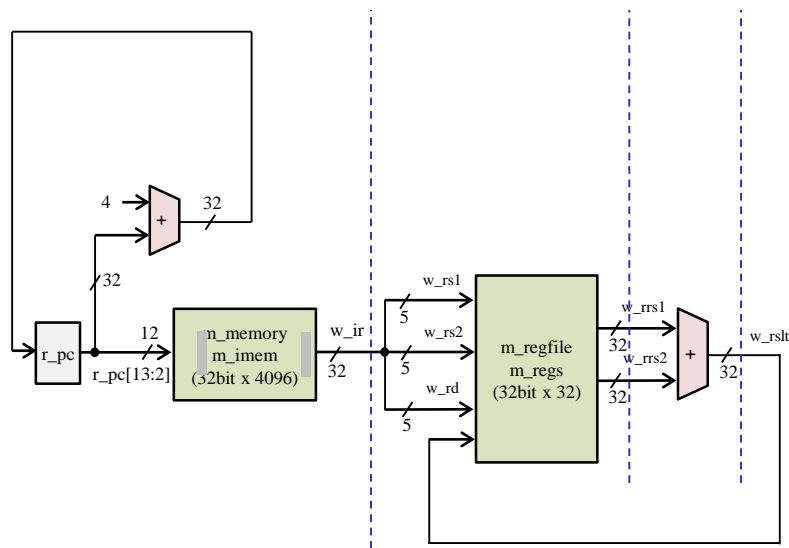 4
+
32
32
r_pc
12
r_pc[13:2]
m_memory
m_imem
(32bit x 4096)
w_ir
32
w_rs1
5
w_rs2
5
w_rd
5
m_regfile
m_regs
(32bit x 32)
w_rrs1
32
w_rrs2
32
+
w_rslt
32